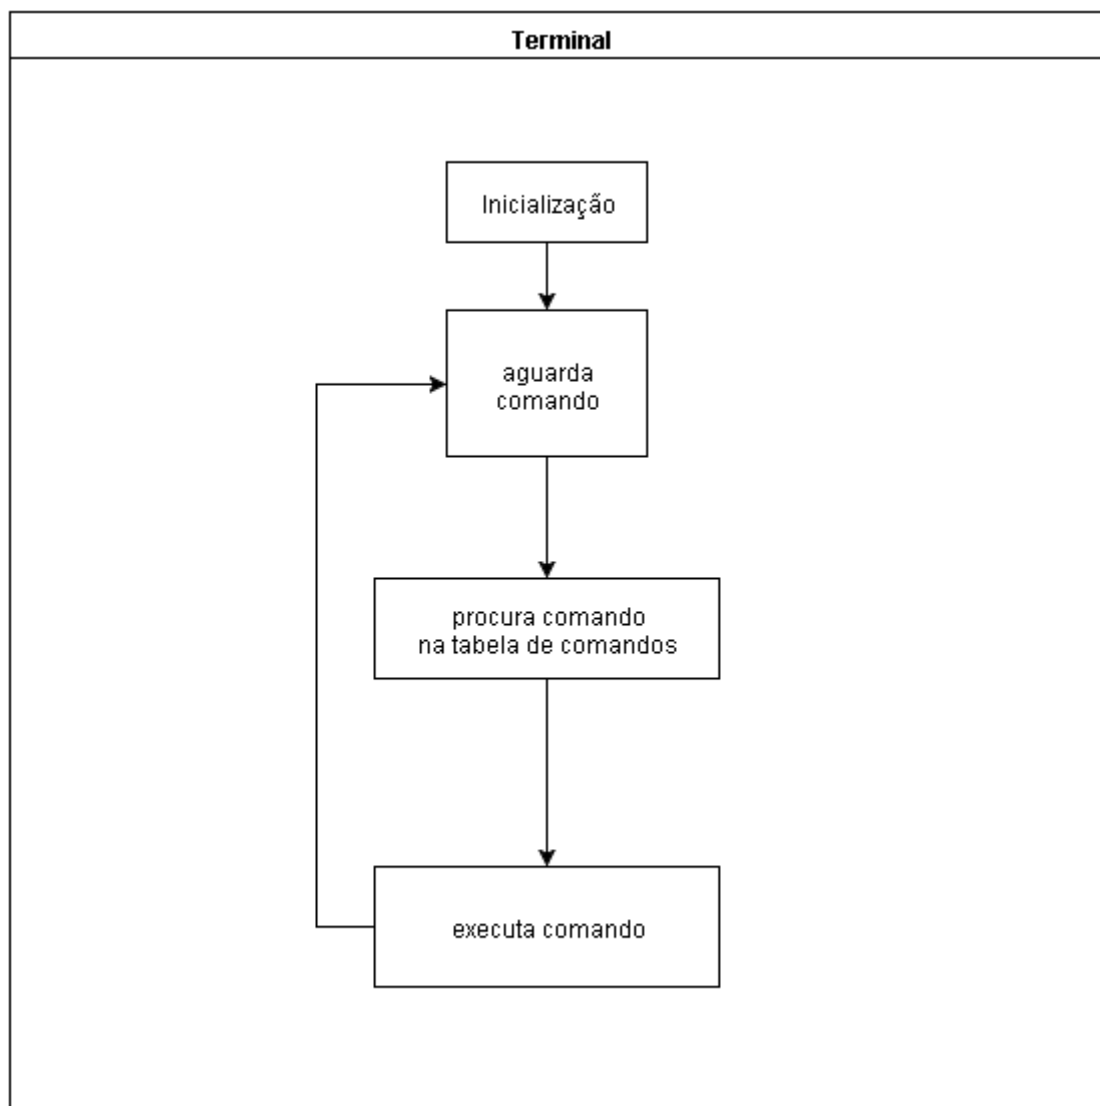 Terminal
Inicialização
aguarda
comando
procura comando
na tabela de comandos
executa comando